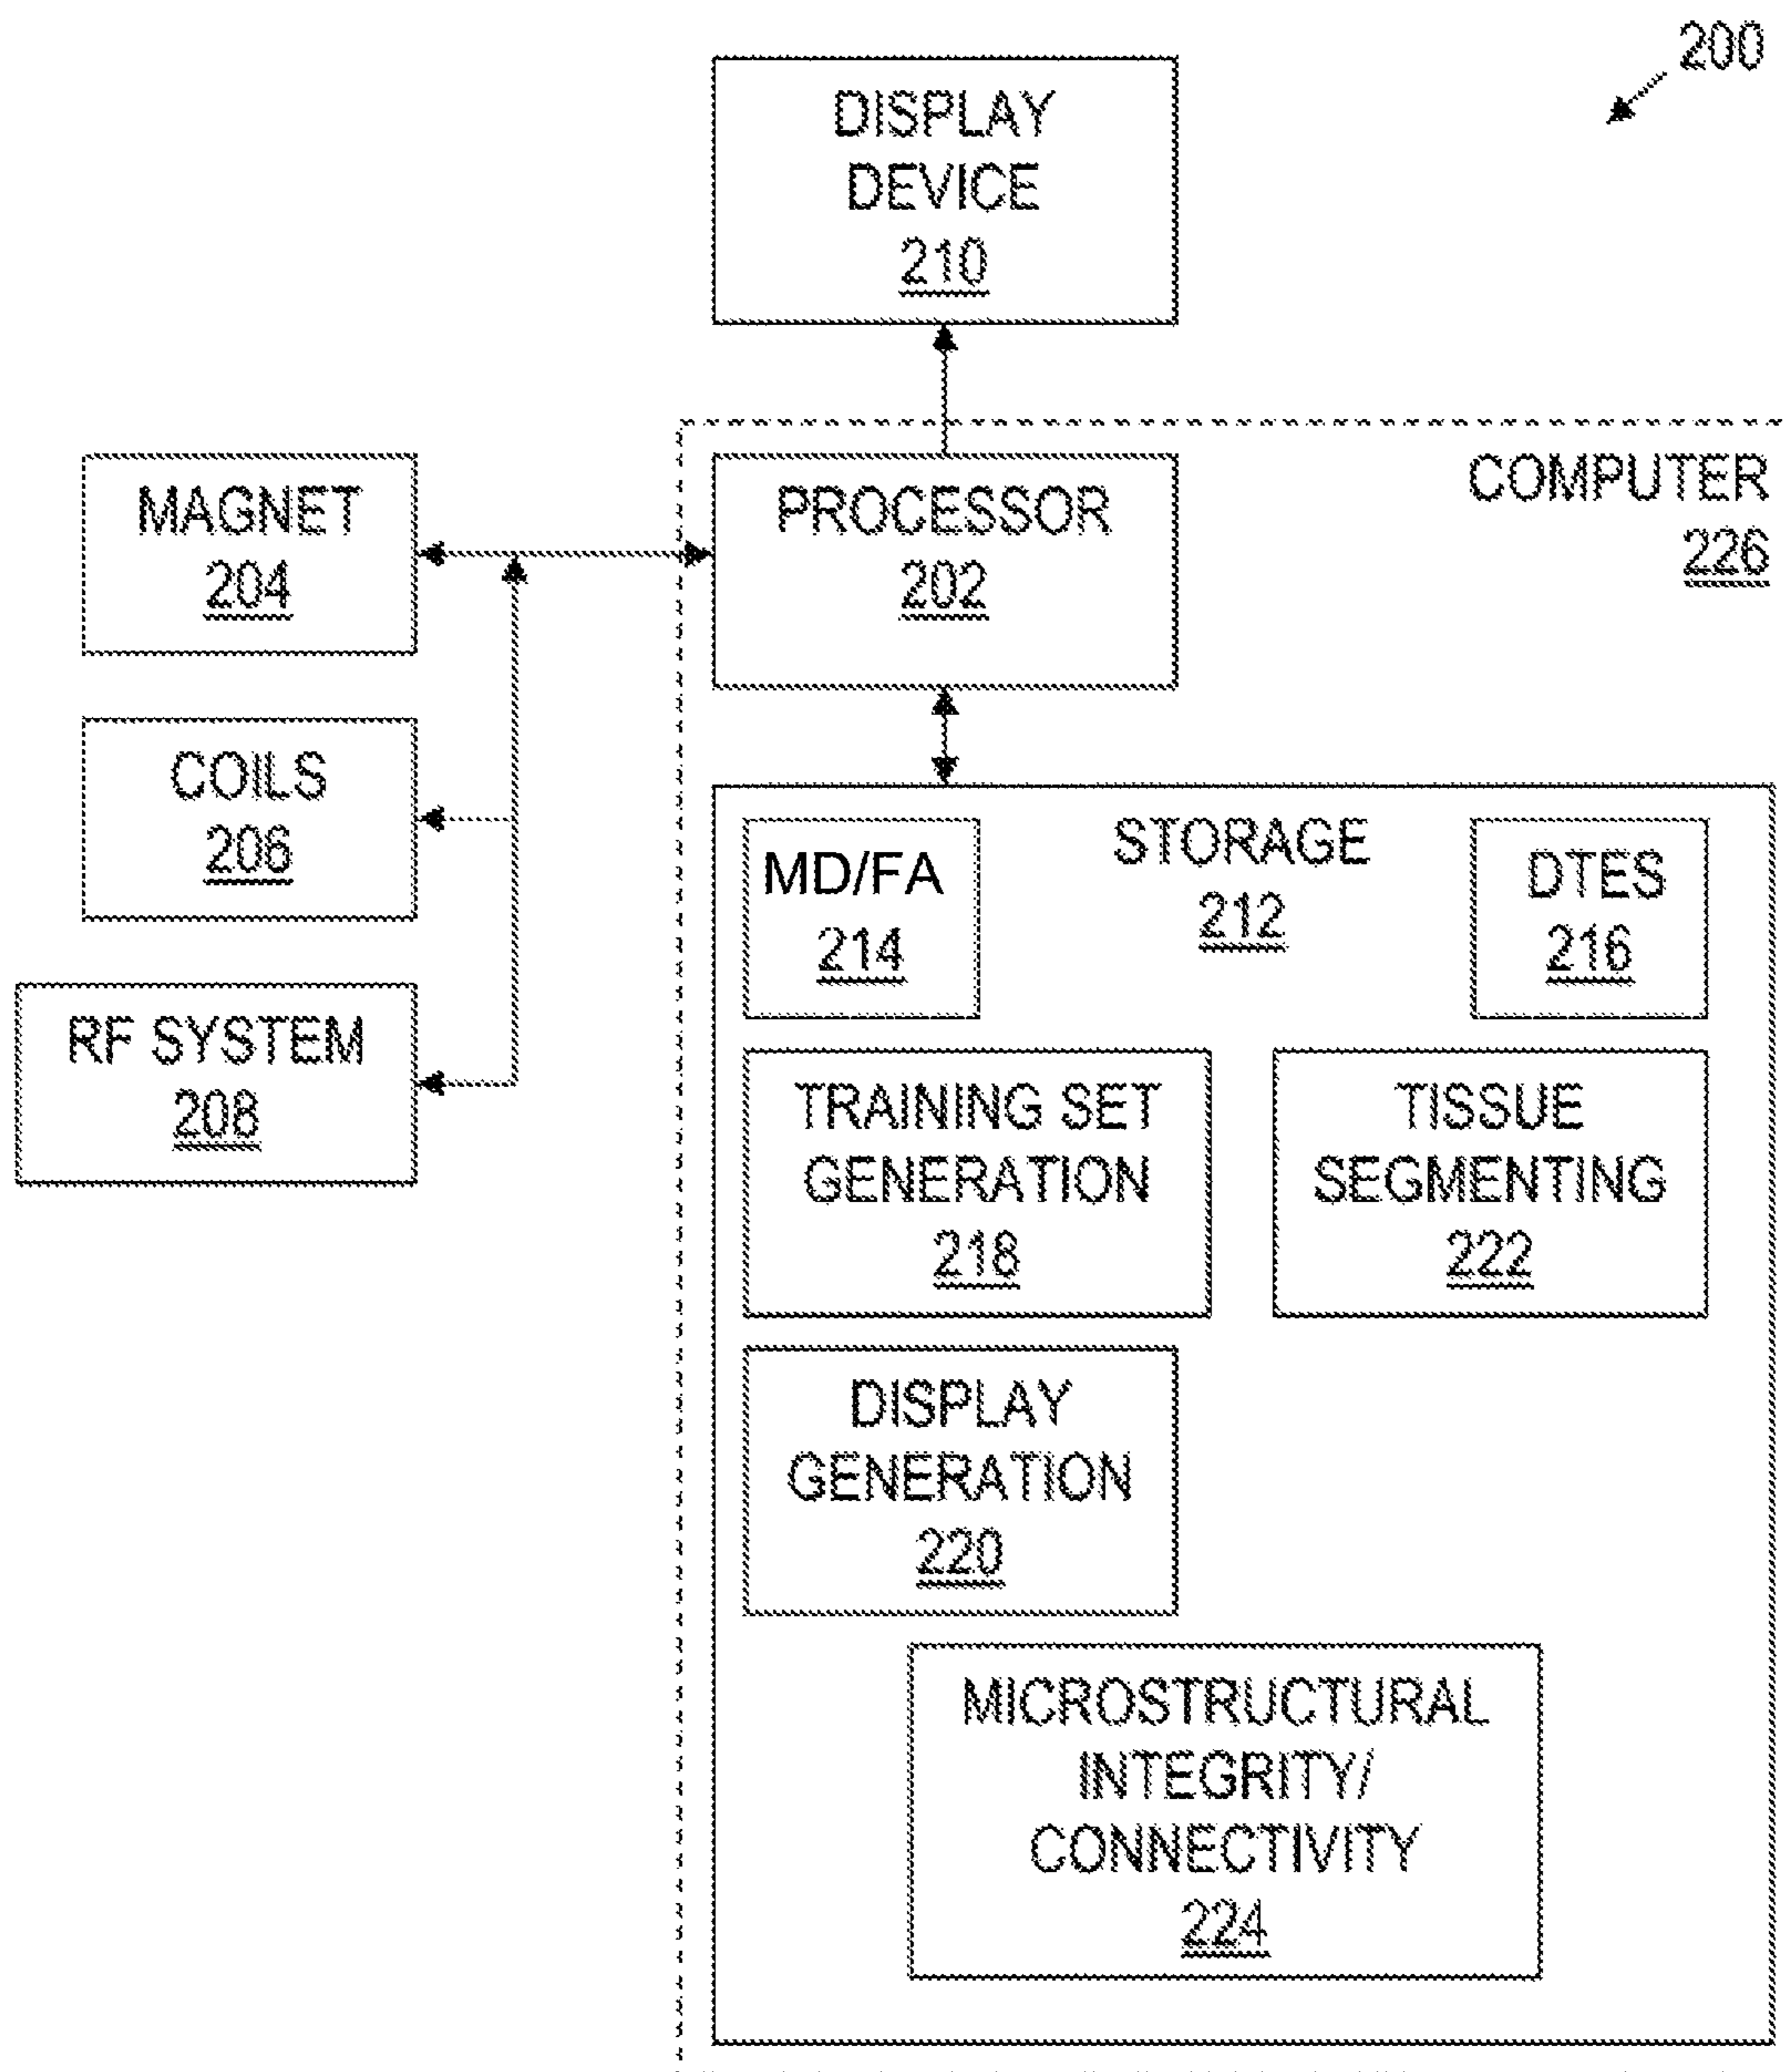 200
DISPLAY
DEVICE
210
MAGNET
204
PROCESSOR
202
COMPUTER
226
COILS
206
RF SYSTEM
208
STORAGE
212
MD/FA
214
DTES
216
TRAINING SET
GENERATION
218
TISSUE
SEGMENTING
222
DISPLAY
GENERATION
220
MICROSTRUCTURAL
INTEGRITY/
CONNECTIVITY
224